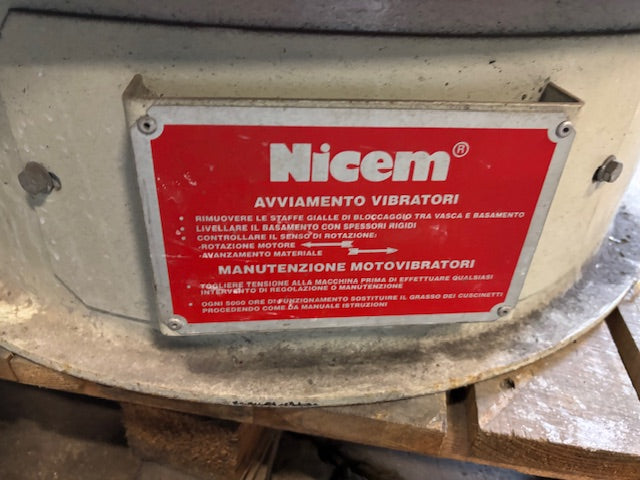 Nicem®
AVVIAMENTO VIBRATORI
• RIMUOVERE LE STAFFE GIALLE DI BLOCCAGGIO TRA VASCA E BASAMENTO
LIVELLARE IL BASAMENTO CON SPESSORI RIGIDI
• CONTROLLARE IL SENSO DI ROTAZIONE:
-ROTAZIONE MOTORE
-AVANZAMENTO MATERIALE
MANUTENZIONE MOTOVIBRATORI
TOGLIERE TENSIONE ALLA MACCHINA PRIMA DI EFFETTUARE QUALSIASI
INTERVENTO DI REGOLAZIONE O MANUTENZIONE
• OGNI 5000 ORE DI FUNZIONAMENTO SOSTITUIRE IL GRASSO DEI CUSCINETTI
PROCEDENDO COME DA MANUALE ISTRUZIONI